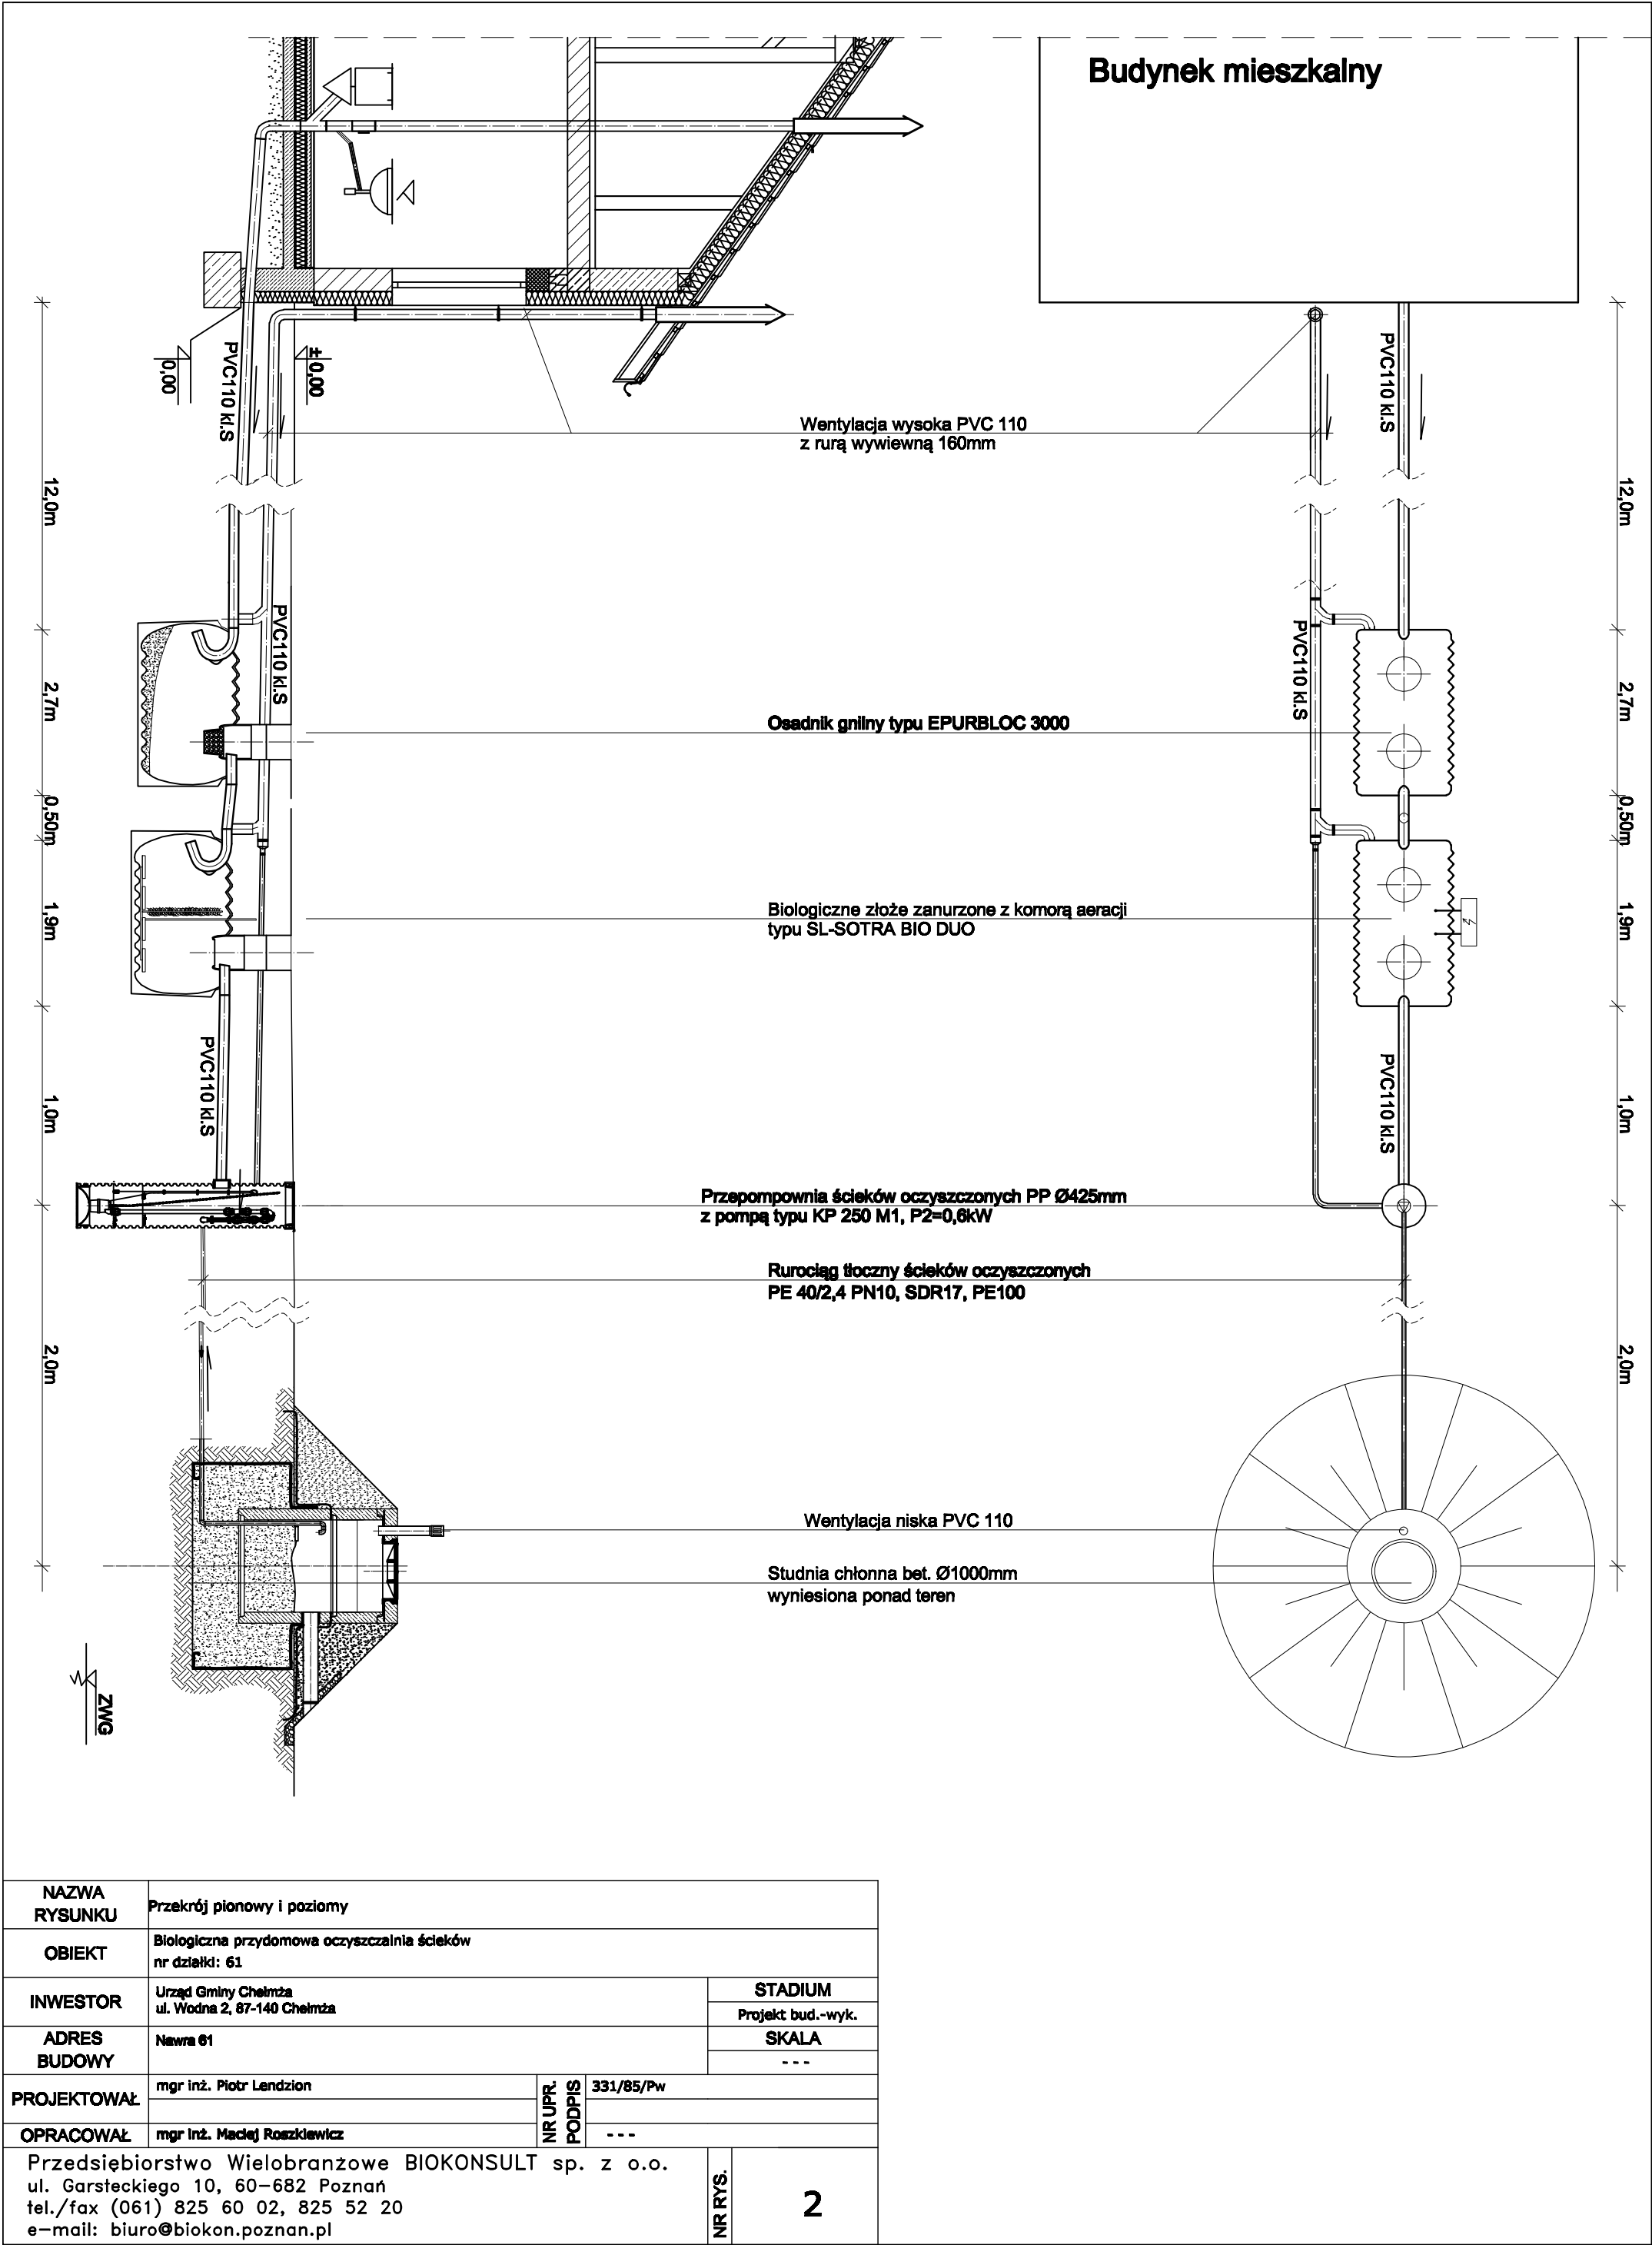 Budynek mieszkalny
0,00
PVC110 kl.S
±0,00
PVC110 kl.S
Wentylacja wysoka PVC 110
z rurą wywiewną 160mm
12,0m
12,0m
PVC110 kl.S
PVC110 kl.S
2,7m
Osadnik gnilny typu EPURBLOC 3000
2,7m
0,50m
0,50m
1,9m
Biologiczne złoże zanurzone z komorą aeracji
typu SL-SOTRA BIO DUO
1,9m
PVC110 kl.S
PVC110 kl.S
1,0m
1,0m
Przepompownia ścieków oczyszczonych PP Ø425mm
z pompą typu KP 250 M1, P2=0,6kW
Rurociąg tłoczny ścieków oczyszczonych
PE 40/2,4 PN10, SDR17, PE100
2,0m
2,0m
Wentylacja niska PVC 110
Studnia chłonna bet. Ø1000mm
wyniesiona ponad teren
ZWG
NAZWA
RYSUNKU
Przekrój pionowy i poziomy
OBIEKT
Biologiczna przydomowa oczyszczalnia ścieków
nr działki: 61
INWESTOR
Urząd Gminy Chełmża
ul. Wodna 2, 87-140 Chełmża
STADIUM
Projekt bud.-wyk.
ADRES
BUDOWY
Nawra 61
SKALA
---
PROJEKTOWAŁ
mgr inż. Piotr Lendzion
NR UPR.
PODPIS
331/85/Pw
OPRACOWAŁ
mgr inż. Maciej Roszkiewicz
---
Przedsiębiorstwo Wielobranżowe BIOKONSULT sp. z o.o.
ul. Garsteckiego 10, 60-682 Poznań
tel./fax (061) 825 60 02, 825 52 20
e-mail: biuro@biokon.poznan.pl
NR RYS.
2